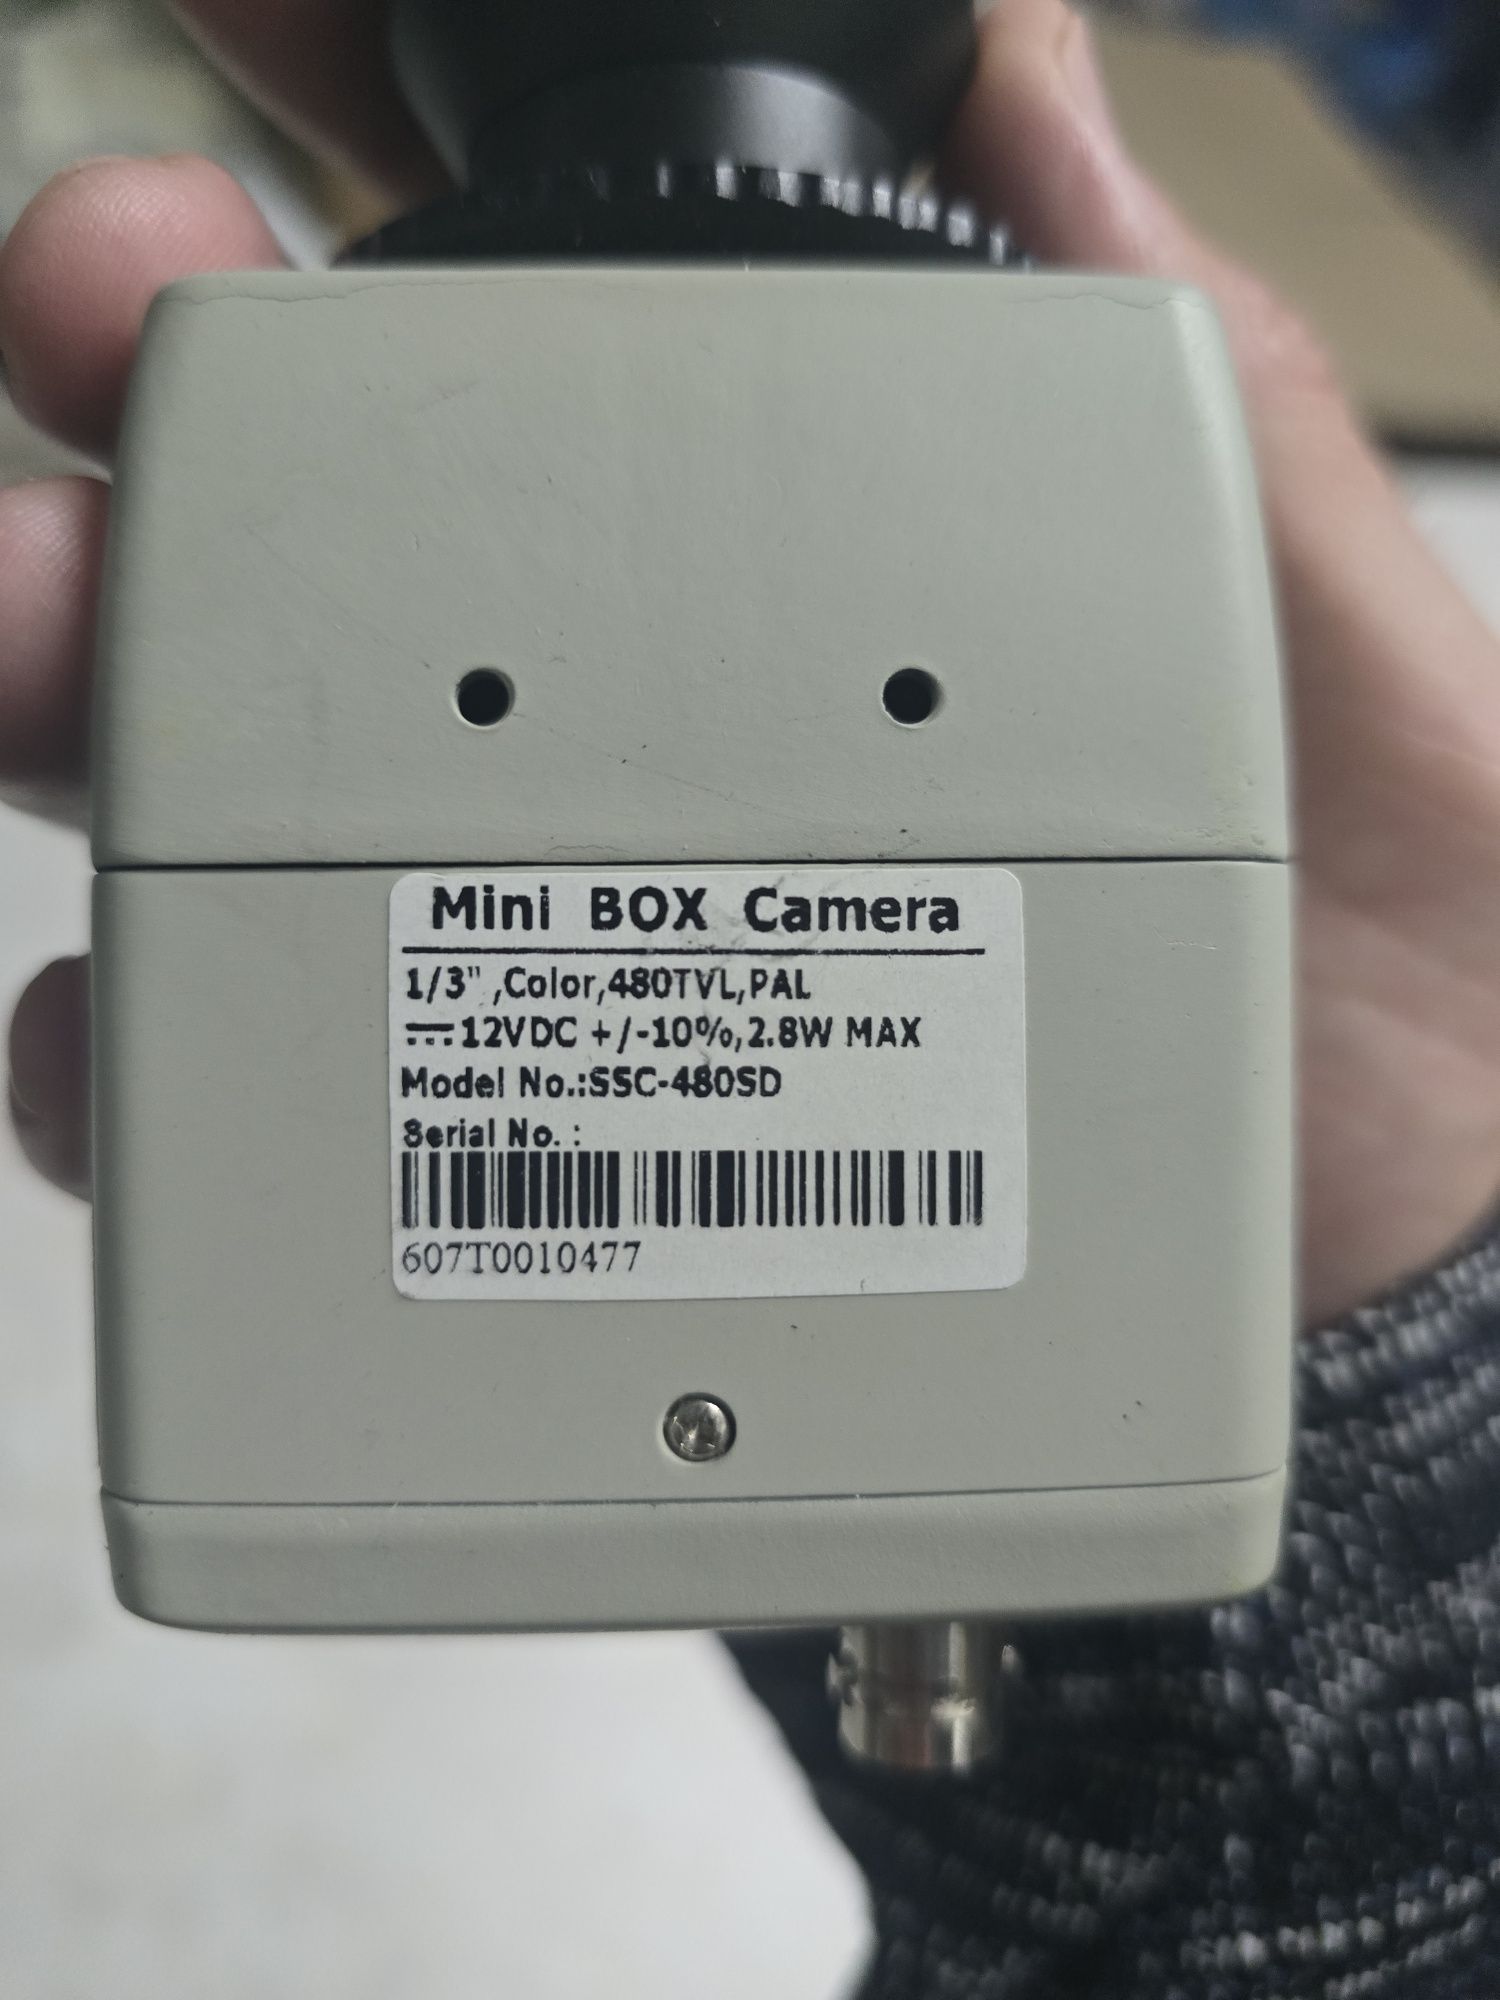 Mini BOX Camera
1/3" ,Color,480TVL,PAL
⎓12VDC +/-10%,2.8W MAX
Model No.:SSC-480SD
Serial No. :
607T0010477